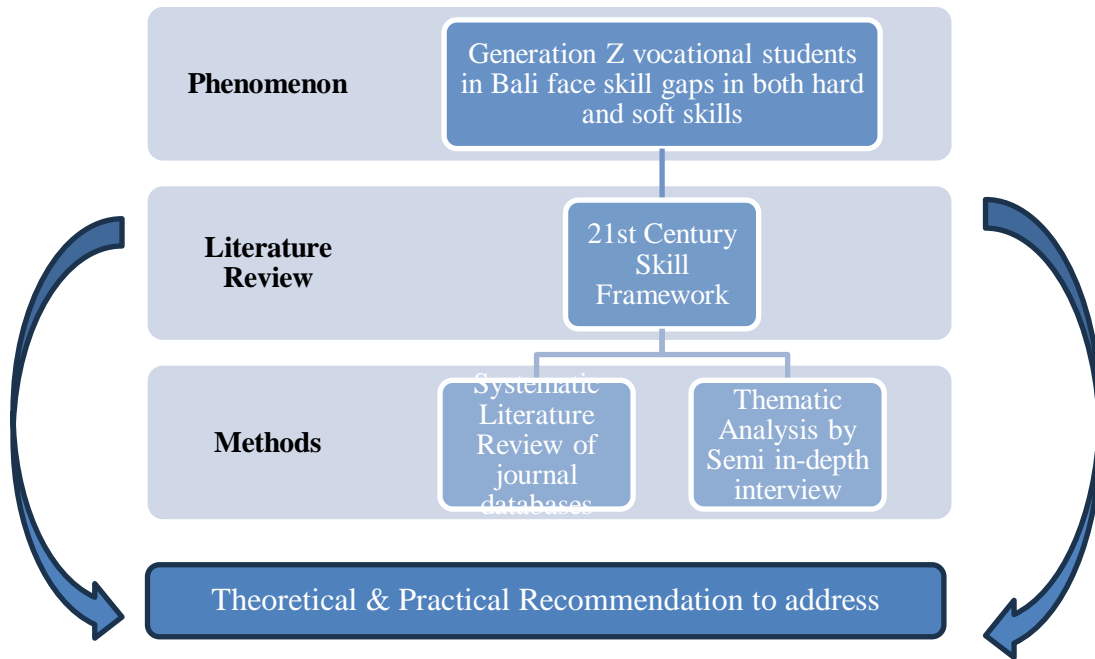 Phenomenon
Generation Z vocational students
in Bali face skill gaps in both hard
and soft skills
Literature
Review
21st Century
Skill
Framework
Methods
Systematic
Literature
Review of
journal
databases
Thematic
Analysis by
Semi in-depth
interview
Theoretical & Practical Recommendation to address